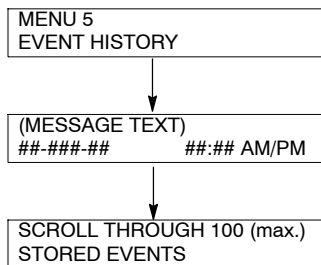 MENU 5
EVENT HISTORY
(MESSAGE TEXT)
##-###-## ##:## AM/PM
SCROLL THROUGH 100 (max.)
STORED EVENTS